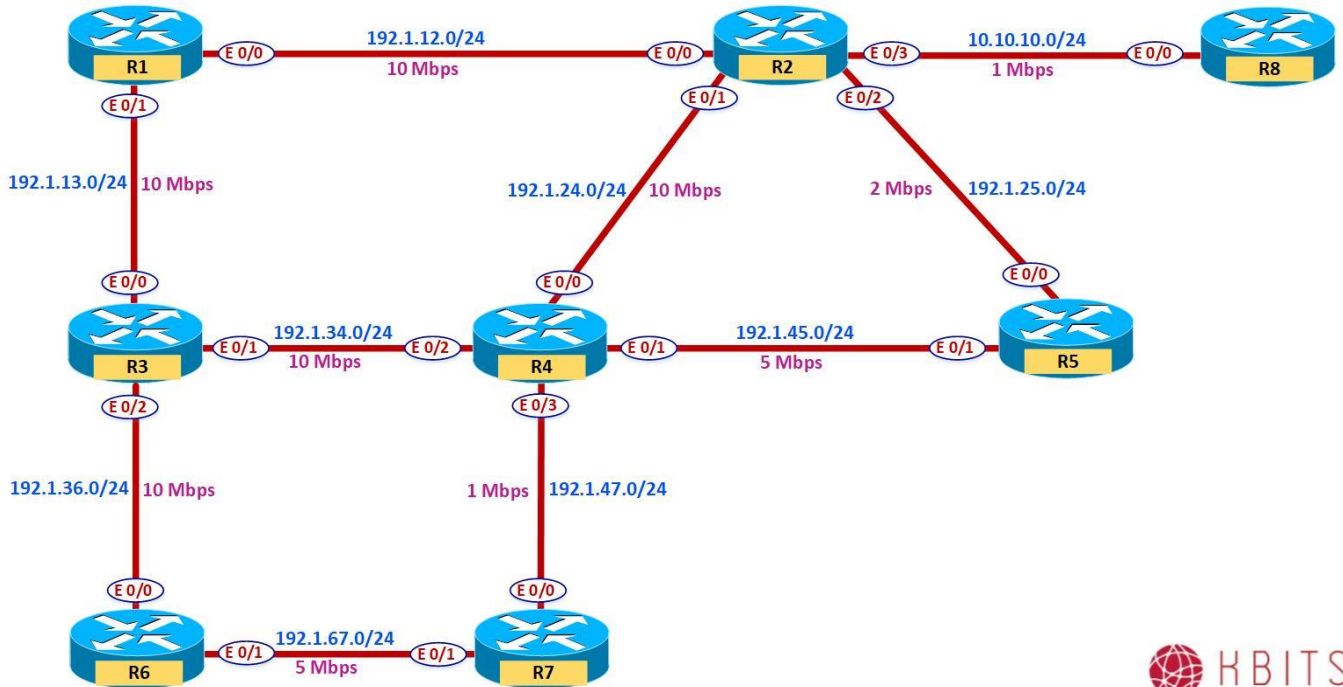 192.1.12.0/24
10.10.10.0/24
E 0/0
E 0/0
E 0/3
E 0/0
R1
10 Mbps
R2
1 Mbps
R8
E 0/1
E 0/1
E 0/2
192.1.13.0/24
10 Mbps
192.1.24.0/24
10 Mbps
2 Mbps
192.1.25.0/24
E 0/0
E 0/0
E 0/0
192.1.34.0/24
192.1.45.0/24
E 0/1
E 0/2
E 0/1
E 0/1
R3
10 Mbps
R4
5 Mbps
R5
E 0/2
E 0/3
192.1.36.0/24
10 Mbps
1 Mbps
192.1.47.0/24
E 0/0
E 0/0
192.1.67.0/24
E 0/1
E 0/1
R6
5 Mbps
R7
KBITS